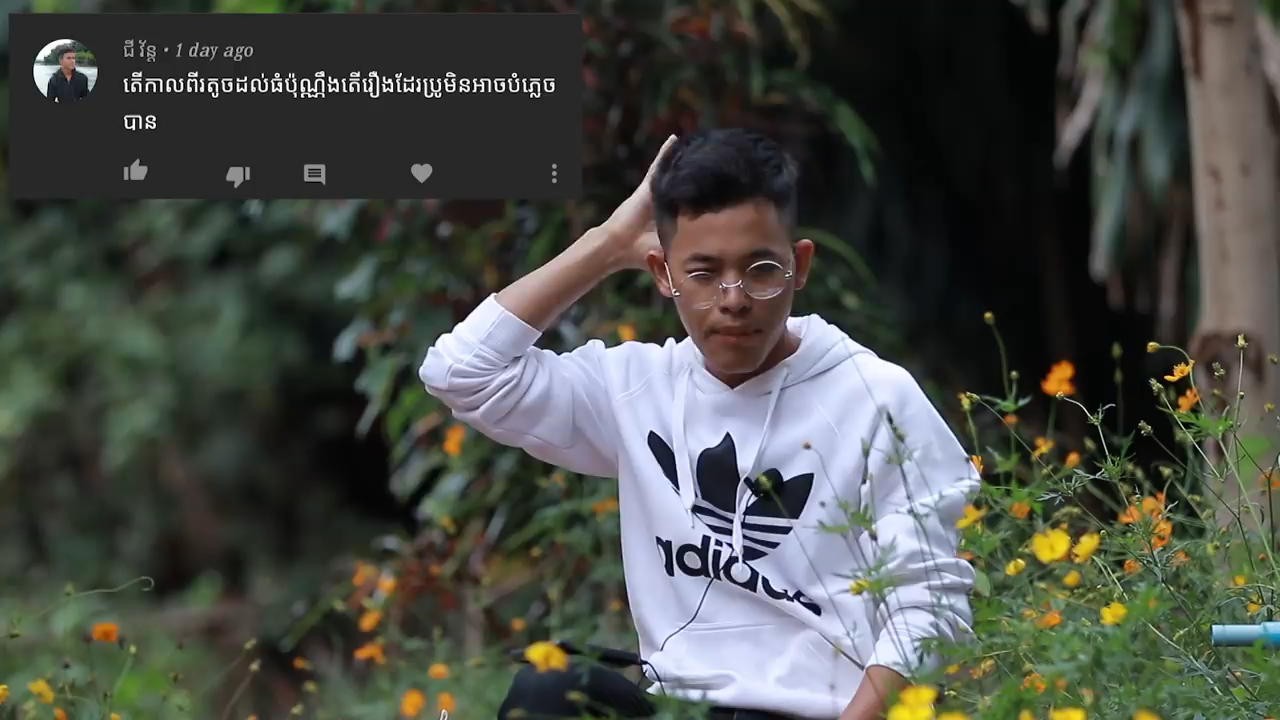 ជី វ័ន្ត • 1 day ago
តើកាលពីរតូចដល់ធំប៉ុណ្ណឹងតើរឿងដែរប្រូមិនអាចបំភ្លេច
បាន
adidas